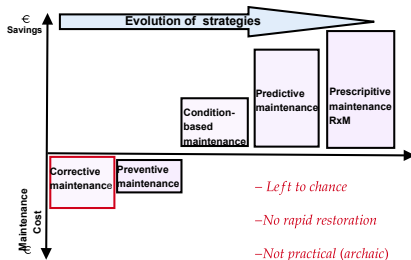 €
Savings
Evolution of strategies
Condition-
based
maintenance
Predictive
maintenance
Prescripitive
maintenance
RxM
Corrective
maintenance
Preventive
maintenance
Maintenance
Cost
€
– Left to chance
–No rapid restoration
–Not practical (archaic)